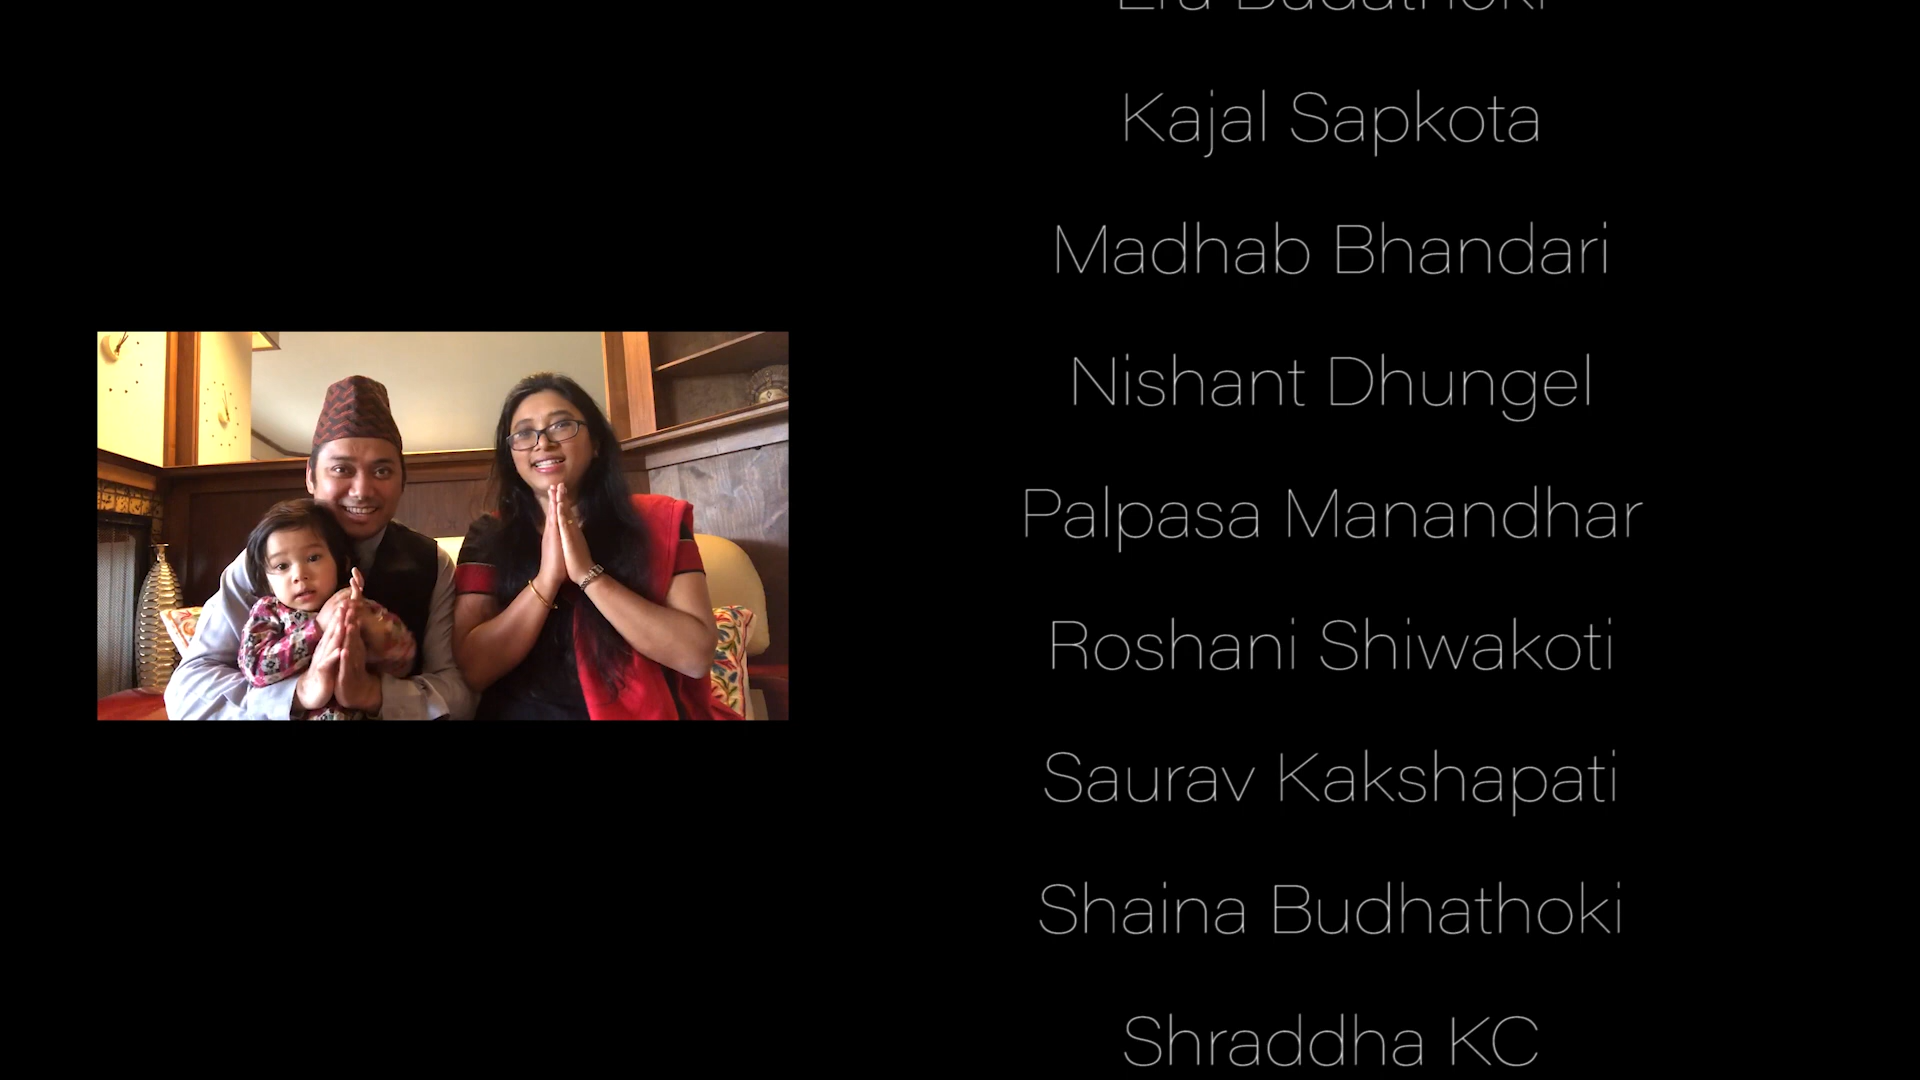 Kajal Sapkota
Madhab Bhandari
Nishant Dhungel
Palpasa Manandhar
Roshani Shiwakoti
Saurav Kakshapati
Shaina Budhathoki
Shraddha KC